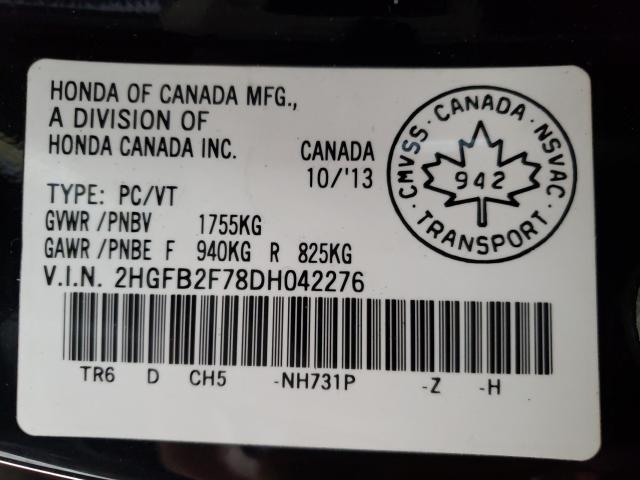 HONDA OF CANADA MFG.,
A DIVISION OF
HONDA CANADA INC.
CANADA
10/'13
CMVSS · CANADA · NSVAC
942
TRANSPORT
TYPE: PC/VT
GVWR /PNBV 1755KG
GAWR /PNBE F 940KG R 825KG
V.I.N. 2HGFB2F78DH042276
TR6 D CH5 -NH731P -Z -H